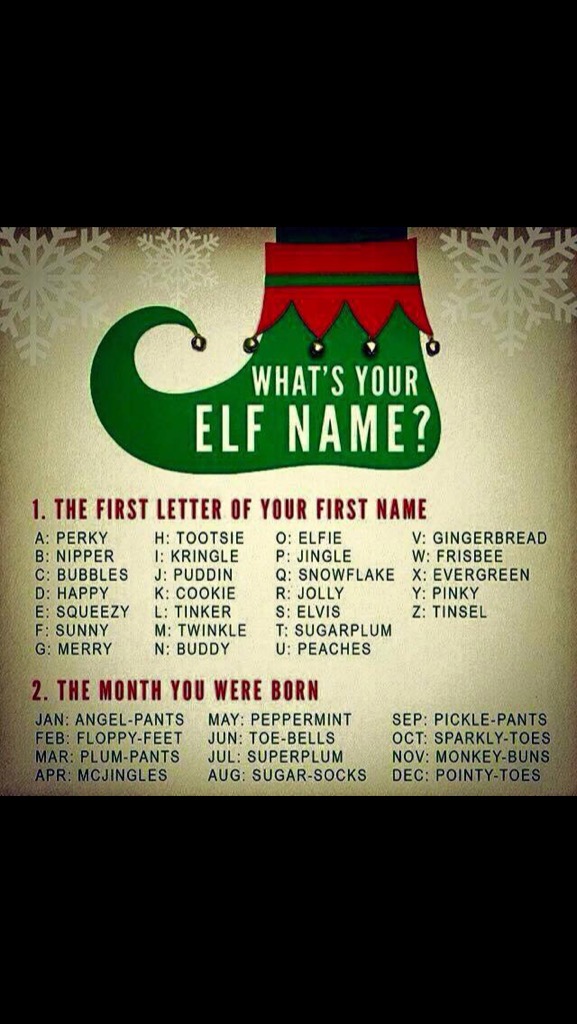 WHAT'S YOUR
ELF NAME?
1. THE FIRST LETTER OF YOUR FIRST NAME
A: PERKY H: TOOTSIE O: ELFIE V: GINGERBREAD
B: NIPPER I: KRINGLE P: JINGLE W: FRISBEE
C: BUBBLES J: PUDDIN Q: SNOWFLAKE X: EVERGREEN
D: HAPPY K: COOKIE R: JOLLY Y: PINKY
E: SQUEEZY L: TINKER S: ELVIS Z: TINSEL
F: SUNNY M: TWINKLE T: SUGARPLUM
G: MERRY N: BUDDY U: PEACHES
2. THE MONTH YOU WERE BORN
JAN: ANGEL-PANTS MAY: PEPPERMINT SEP: PICKLE-PANTS
FEB: FLOPPY-FEET JUN: TOE-BELLS OCT: SPARKLY-TOES
MAR: PLUM-PANTS JUL: SUPERPLUM NOV: MONKEY-BUNS
APR: MCJINGLES AUG: SUGAR-SOCKS DEC: POINTY-TOES